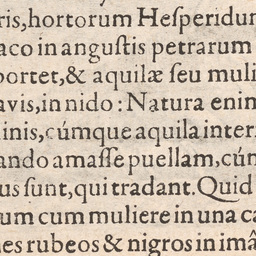 ris, hortorum Heſperidum
aco in anguſtis petrarum
portet, & aquilæ ſeu muli
avis, in nido: Natura enim
inis, cúmque aquila inter
ando amaſſe puellam, cúm
us ſunt, qui tradant. Quid
um cum muliere in una ca
nes rubeos & nigros in imâ